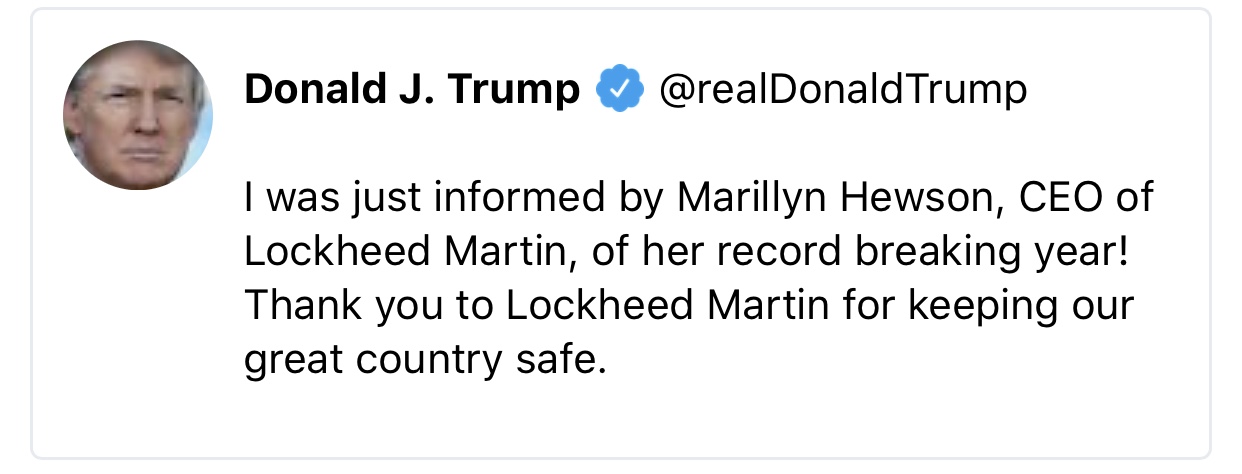 Donald J. Trump @realDonaldTrump
I was just informed by Marillyn Hewson, CEO of
Lockheed Martin, of her record breaking year!
Thank you to Lockheed Martin for keeping our
great country safe.